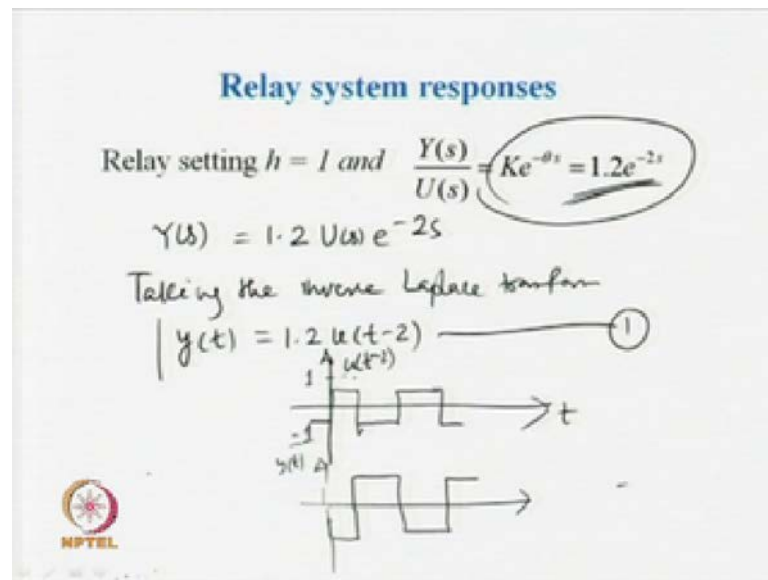 Relay system responses
Relay setting h = 1 and Y(s)/U(s) = Ke^{-θs} = 1.2e^{-2s}
Y(s) = 1.2 U(s) e^{-2s}
Taking the inverse Laplace transform
y(t) = 1.2 u(t-2) ①
u(t-2)
1
t
-1
y(t)
NPTEL